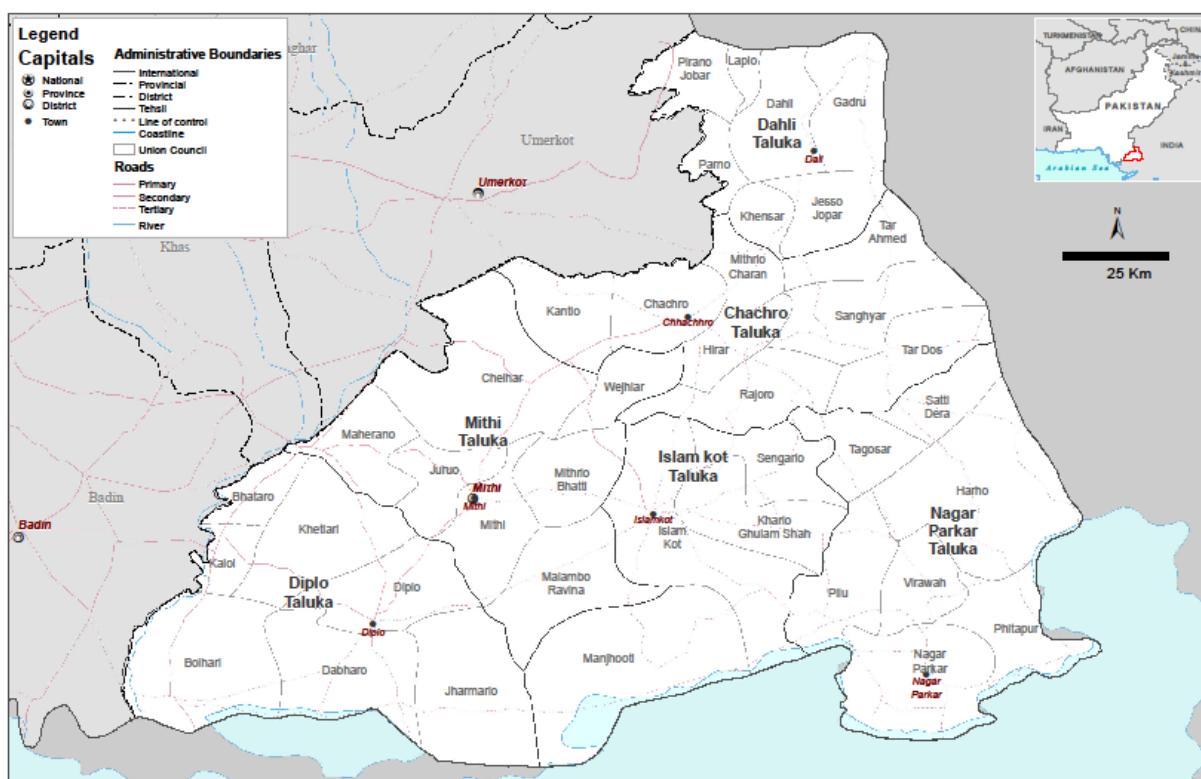 Legend
Capitals
National
Province
District
Town
Administrative Boundaries
International
Provincial
District
Tehsil
Line of control
Coastline
Union Council
Roads
Primary
Secondary
Tertiary
River
ghar
Umerkot
Umerkot
Khas
Badin
Badin
TURKMENISTAN
CHINA
AFGHANISTAN
Jammu
&
Kashmir
PAKISTAN
IRAN
INDIA
Arabian Sea
N
25 Km
Pirano
Jobar
Laplo
Dahli
Gadru
Dahli
Taluka
Dali
Parno
Khensar
Jesso
Jopar
Tar
Ahmed
Mithrio
Charan
Kantio
Chachro
Chhachhro
Chachro
Taluka
Sanghyar
Hirar
Tar Dos
Chelhar
Wejhiar
Rajoro
Satti
Dera
Mithi
Taluka
Maherano
Juruo
Mithi
Mithi
Mithi
Mithrio
Bhatti
Islam kot
Taluka
Sengario
Tagosar
Islamkot
Islam
Kot
Khario
Ghulam Shah
Harho
Nagar
Parkar
Taluka
Bhataro
Khetlari
Kaloi
Diplo
Taluka
Diplo
Diplo
Malambo
Ravina
Pilu
Virawah
Phitapur
Bolhari
Dabharo
Jharmario
Manjhooti
Nagar
Parkar
Nagar
Parkar